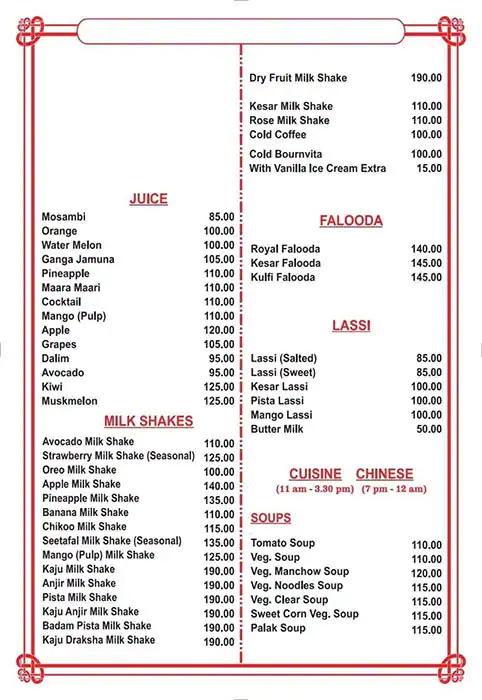 JUICE
Mosambi 85.00
Orange 100.00
Water Melon 100.00
Ganga Jamuna 105.00
Pineapple 110.00
Maara Maari 110.00
Cocktail 110.00
Mango (Pulp) 110.00
Apple 120.00
Grapes 105.00
Dalim 95.00
Avocado 95.00
Kiwi 125.00
Muskmelon 125.00
MILK SHAKES
Avocado Milk Shake 110.00
Strawberry Milk Shake (Seasonal) 125.00
Oreo Milk Shake 100.00
Apple Milk Shake 140.00
Pineapple Milk Shake 135.00
Banana Milk Shake 110.00
Chikoo Milk Shake 115.00
Seetafal Milk Shake (Seasonal) 135.00
Mango (Pulp) Milk Shake 125.00
Kaju Milk Shake 190.00
Anjir Milk Shake 190.00
Pista Milk Shake 190.00
Kaju Anjir Milk Shake 190.00
Badam Pista Milk Shake 190.00
Kaju Draksha Milk Shake 190.00
Dry Fruit Milk Shake 190.00
Kesar Milk Shake 110.00
Rose Milk Shake 110.00
Cold Coffee 100.00
Cold Bournvita 100.00
With Vanilla Ice Cream Extra 15.00
FALOODA
Royal Falooda 140.00
Kesar Falooda 145.00
Kulfi Falooda 145.00
LASSI
Lassi (Salted) 85.00
Lassi (Sweet) 85.00
Kesar Lassi 100.00
Pista Lassi 100.00
Mango Lassi 100.00
Butter Milk 50.00
CUISINE CHINESE
(11 am - 3.30 pm) (7 pm - 12 am)
SOUPS
Tomato Soup 110.00
Veg. Soup 110.00
Veg. Manchow Soup 120.00
Veg. Noodles Soup 115.00
Veg. Clear Soup 115.00
Sweet Corn Veg. Soup 115.00
Palak Soup 115.00